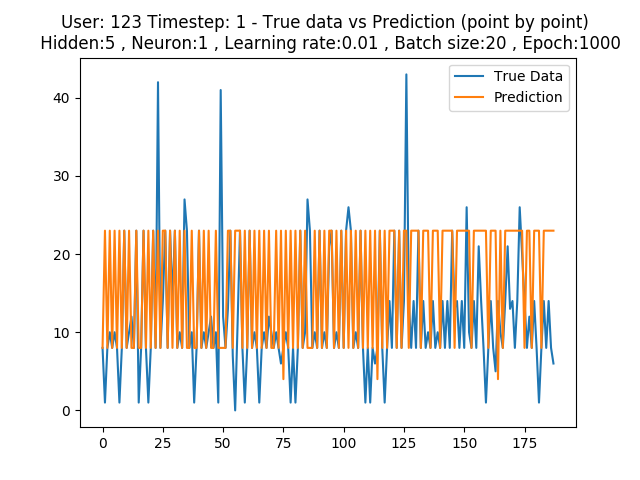 User: 123 Timestep: 1 - True data vs Prediction (point by point)
Hidden:5 , Neuron:1 , Learning rate:0.01 , Batch size:20 , Epoch:1000
True Data
Prediction
40
30
20
10
0
0 25 50 75 100 125 150 175